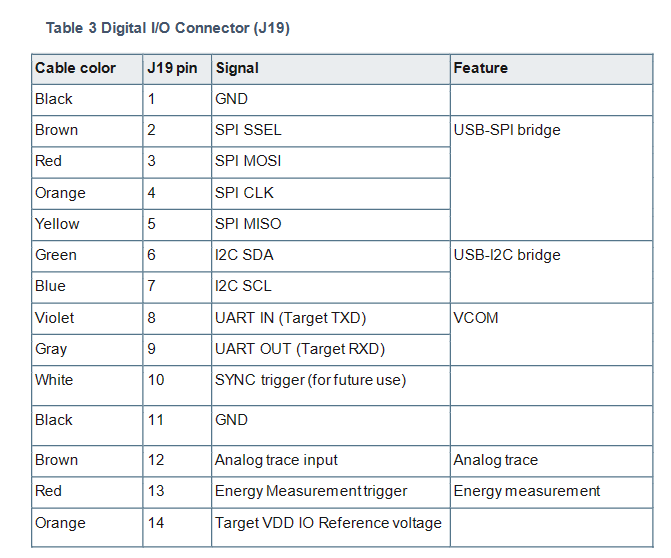 Table 3 Digital I/O Connector (J19)
Cable color J19 pin Signal Feature
Black 1 GND
Brown 2 SPI SSEL USB-SPI bridge
Red 3 SPI MOSI
Orange 4 SPI CLK
Yellow 5 SPI MISO
Green 6 I2C SDA USB-I2C bridge
Blue 7 I2C SCL
Violet 8 UART IN (Target TXD) VCOM
Gray 9 UART OUT (Target RXD)
White 10 SYNC trigger (for future use)
Black 11 GND
Brown 12 Analog trace input Analog trace
Red 13 Energy Measurement trigger Energy measurement
Orange 14 Target VDD IO Reference voltage